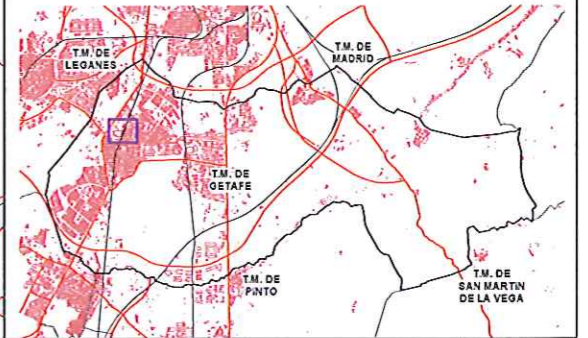 T.M. DE
LEGANES
T.M. DE
MADRID
T.M. DE
GETAFE
T.M. DE
PINTO
T.M. DE
SAN MARTIN
DE LA VEGA